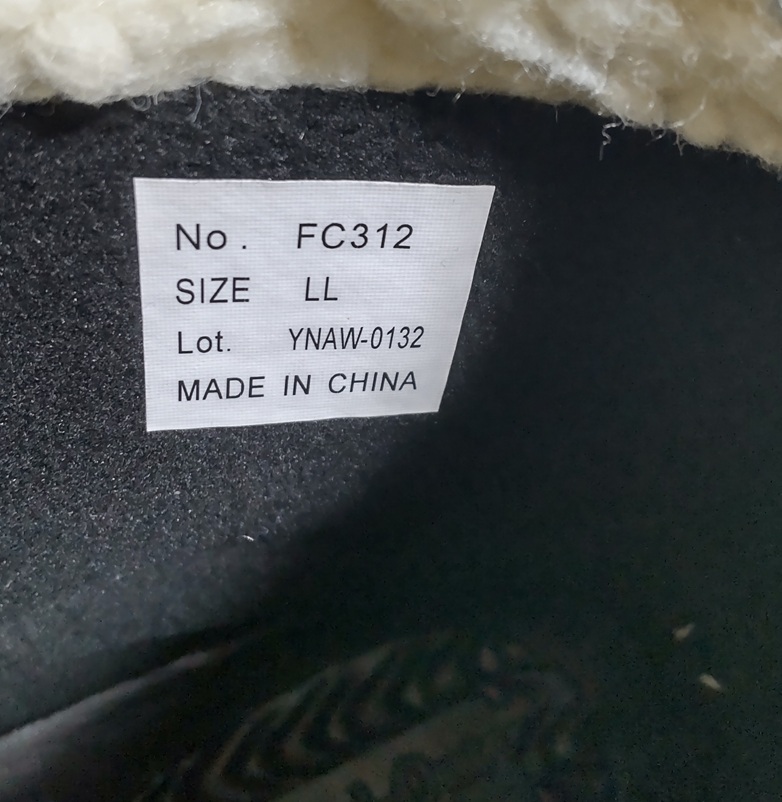 No. FC312
SIZE LL
Lot. YNAW-0132
MADE IN CHINA